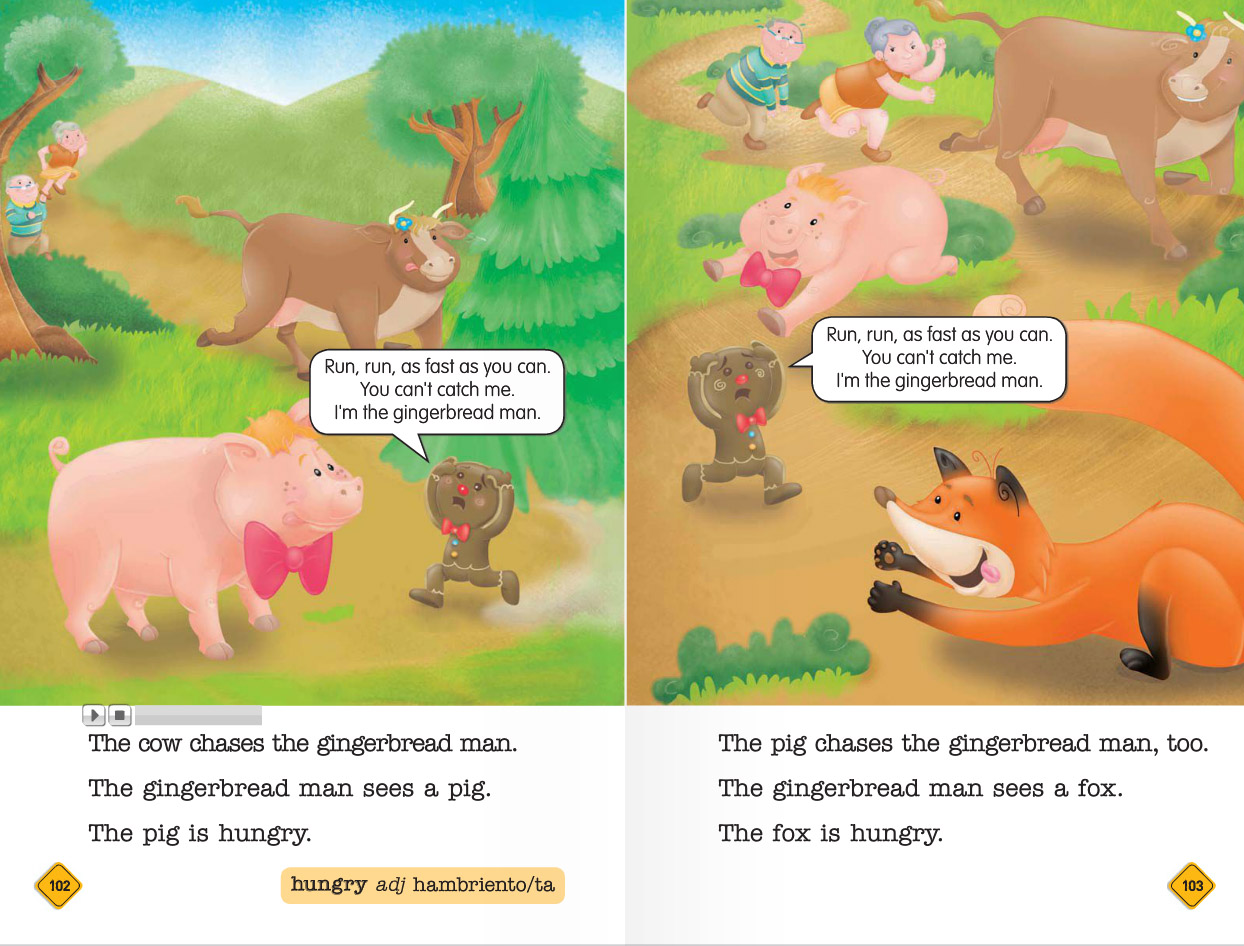 Run, run, as fast as you can.
You can't catch me.
I'm the gingerbread man.
The cow chases the gingerbread man.
The gingerbread man sees a pig.
The pig is hungry.
102
hungry adj hambriento/ta
Run, run, as fast as you can.
You can't catch me.
I'm the gingerbread man.
The pig chases the gingerbread man, too.
The gingerbread man sees a fox.
The fox is hungry.
103